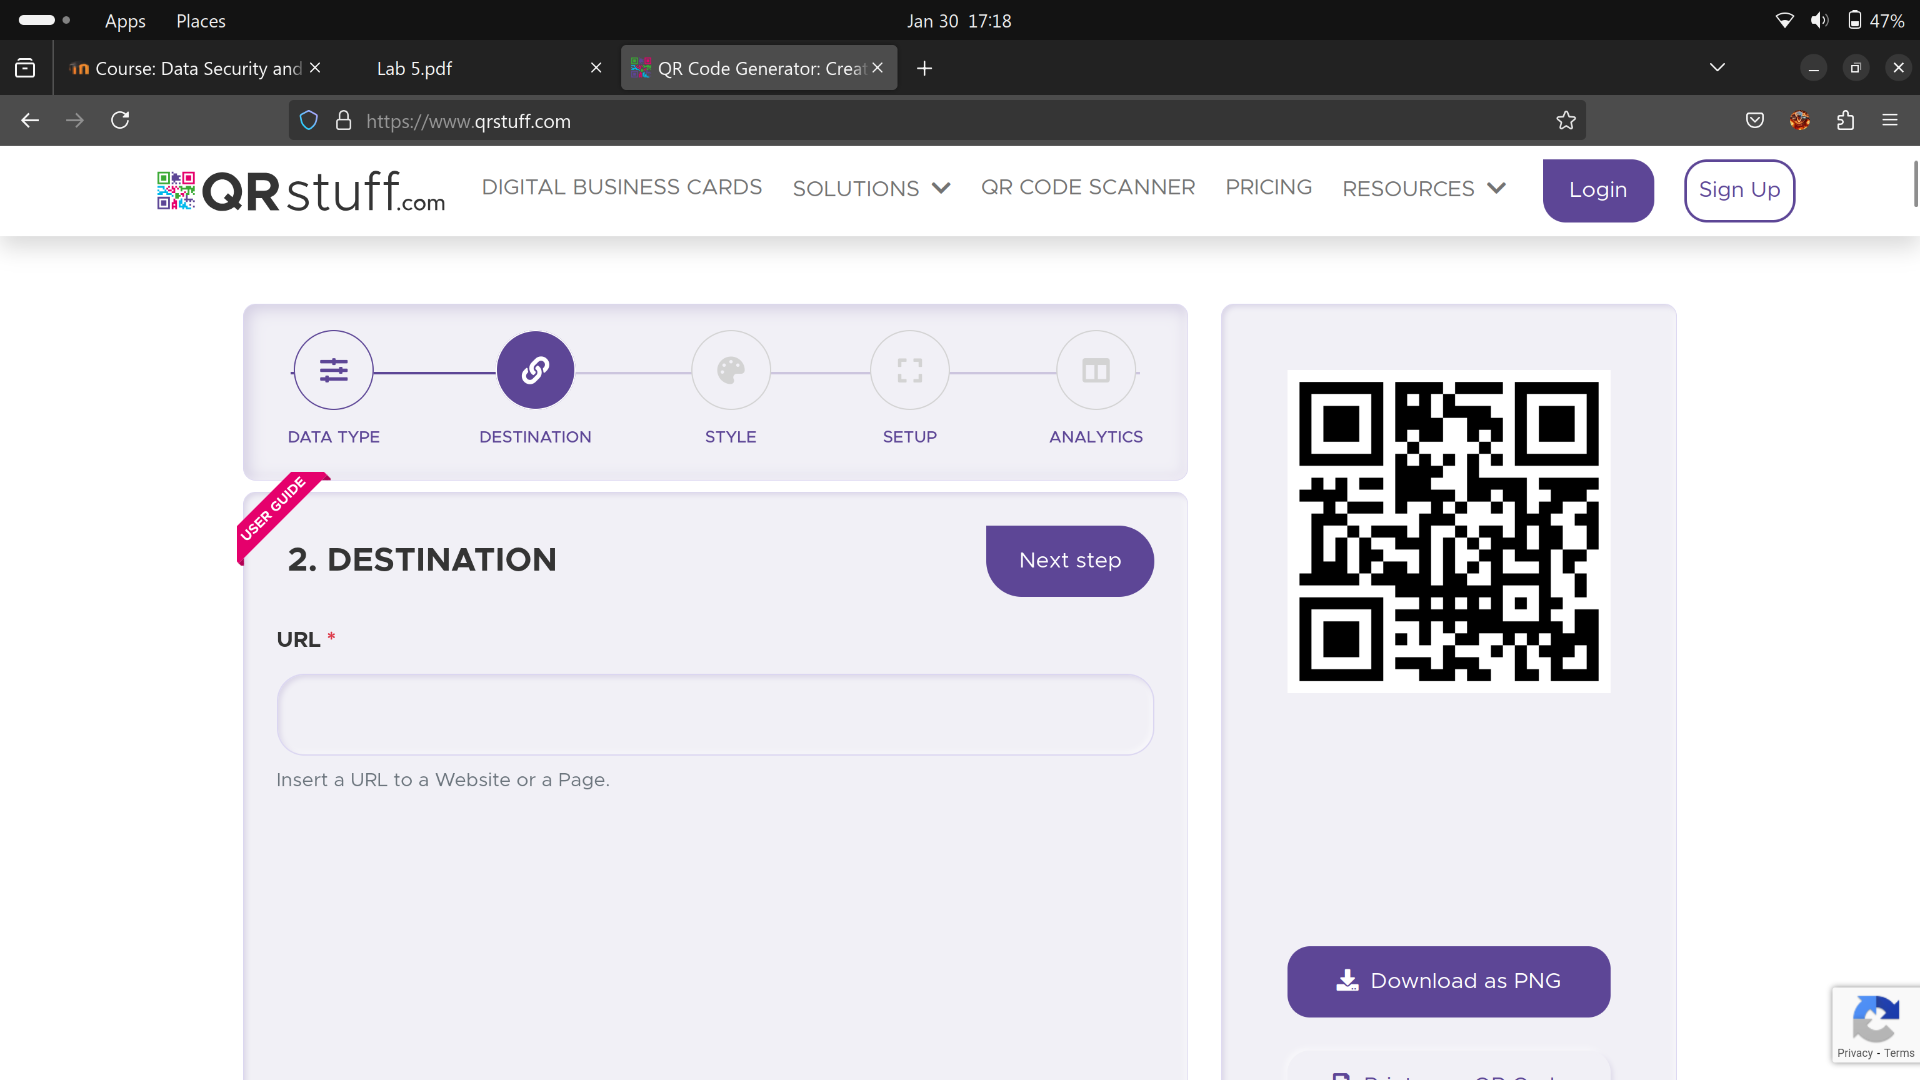 Apps Places Jan 30 17:18 47%
Course: Data Security and Lab 5.pdf QR Code Generator: Creat
https://www.qrstuff.com
QRstuff.com DIGITAL BUSINESS CARDS SOLUTIONS QR CODE SCANNER PRICING RESOURCES Login Sign Up
DATA TYPE DESTINATION STYLE SETUP ANALYTICS
USER GUIDE
2. DESTINATION Next step
URL *
Insert a URL to a Website or a Page.
Download as PNG
Privacy - Terms